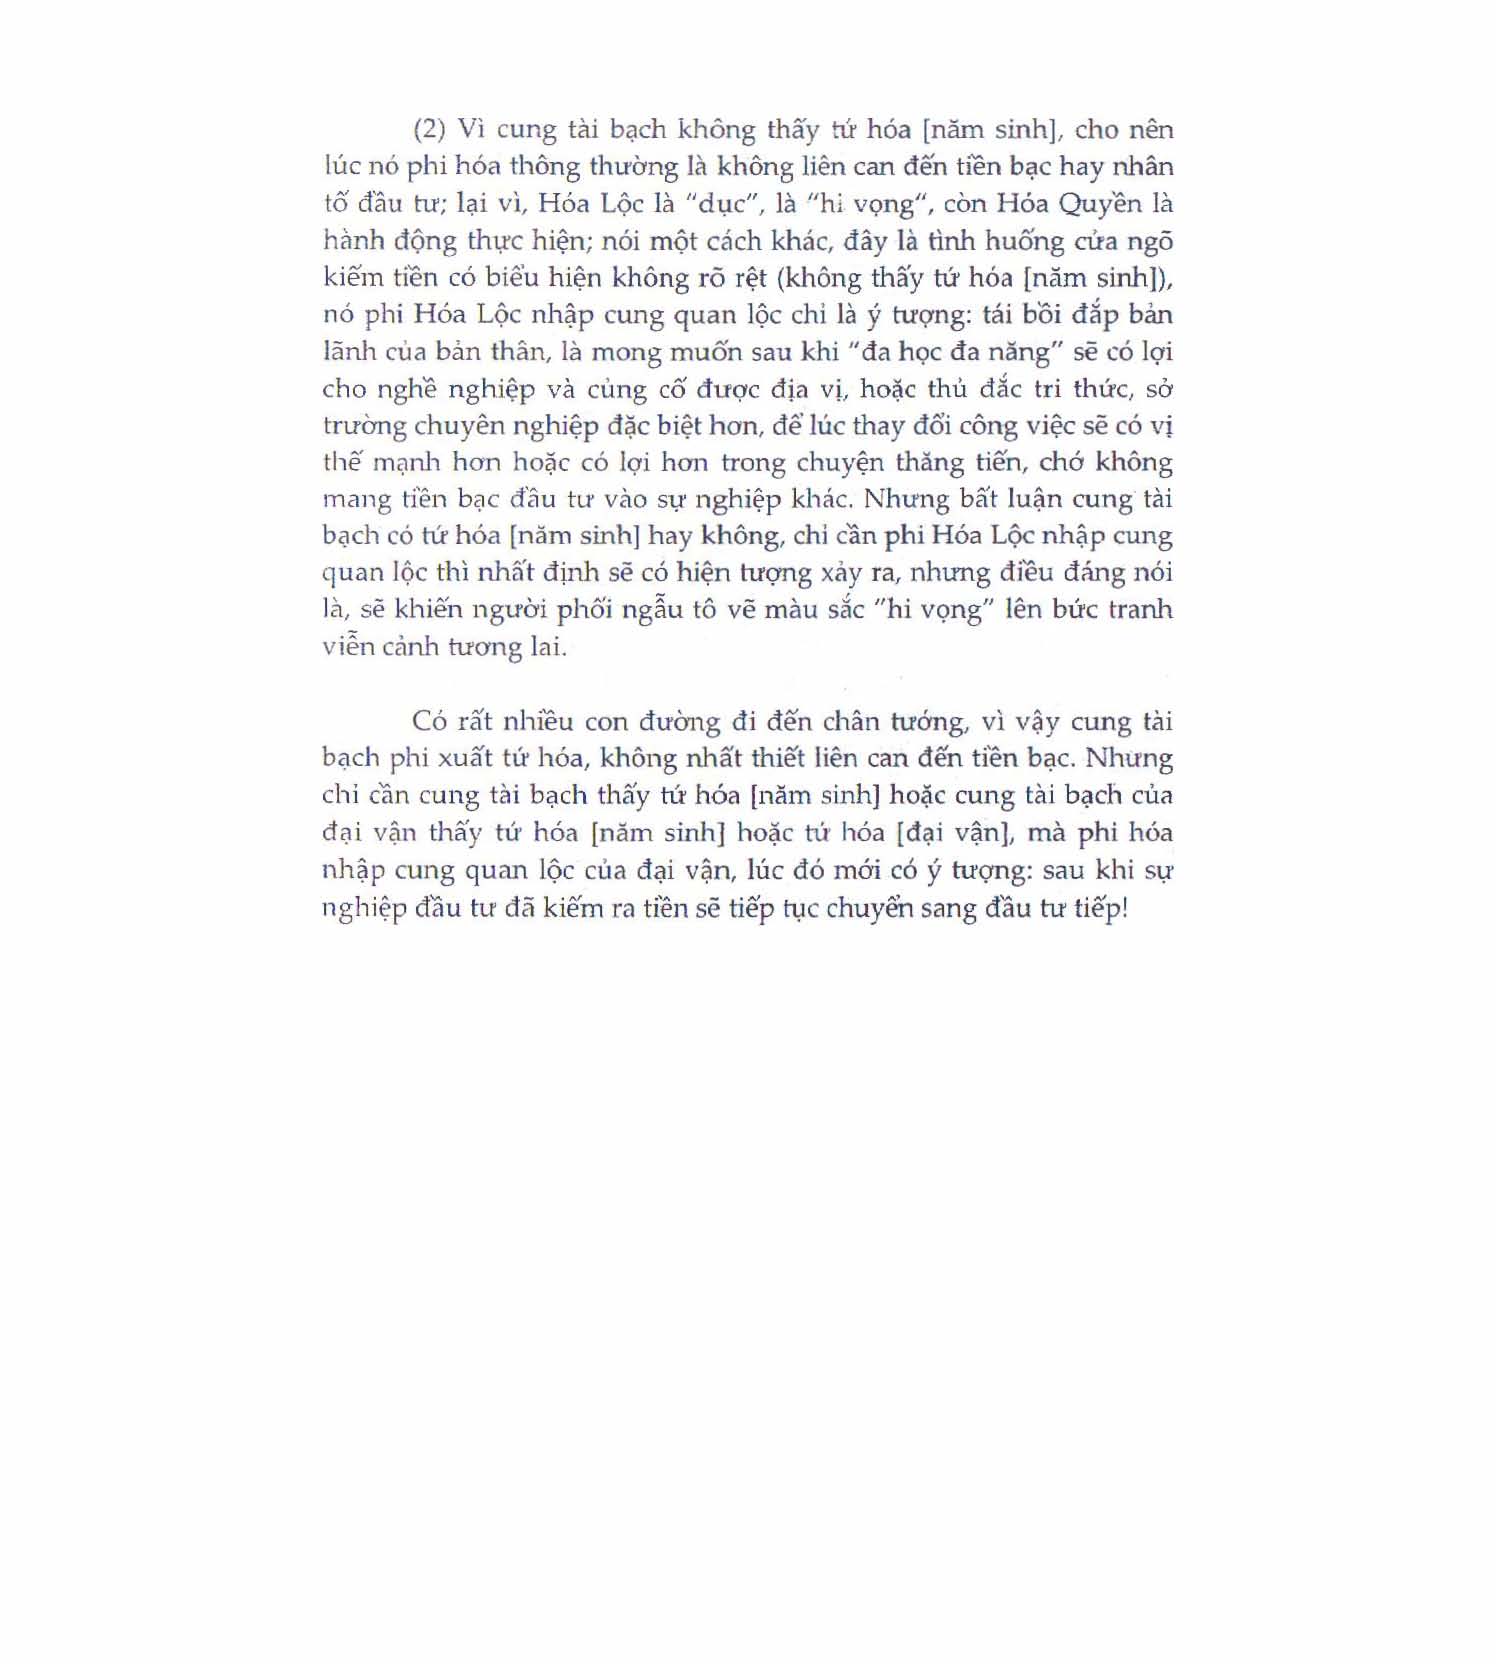 (2) Vì cung tài bạch không thấy tứ hóa [năm sinh], cho nên
lúc nó phi hóa thông thường là không liên can đến tiền bạc hay nhân
tố đầu tư; lại vì, Hóa Lộc là "dục", là "hi vọng", còn Hóa Quyền là
hành động thực hiện; nói một cách khác, đây là tình huống cửa ngõ
kiếm tiền có biểu hiện không rõ rệt (không thấy tứ hóa [năm sinh]),
nó phi Hóa Lộc nhập cung quan lộc chỉ là ý tượng: tái bồi đắp bản
lãnh của bản thân, là mong muốn sau khi "đa học đa năng" sẽ có lợi
cho nghề nghiệp và củng cố được địa vị, hoặc thủ đắc tri thức, sở
trường chuyên nghiệp đặc biệt hơn, để lúc thay đổi công việc sẽ có vị
thế mạnh hơn hoặc có lợi hơn trong chuyện thăng tiến, chớ không
mang tiền bạc đầu tư vào sự nghiệp khác. Nhưng bất luận cung tài
bạch có tứ hóa [năm sinh] hay không, chỉ cần phi Hóa Lộc nhập cung
quan lộc thì nhất định sẽ có hiện tượng xảy ra, nhưng điều đáng nói
là, sẽ khiến người phối ngẫu tô vẽ màu sắc "hi vọng" lên bức tranh
viễn cảnh tương lai.
Có rất nhiều con đường đi đến chân tướng, vì vậy cung tài
bạch phi xuất tứ hóa, không nhất thiết liên can đến tiền bạc. Nhưng
chỉ cần cung tài bạch thấy tứ hóa [năm sinh] hoặc cung tài bạch của
đại vận thấy tứ hóa [năm sinh] hoặc tứ hóa [đại vận], mà phi hóa
nhập cung quan lộc của đại vận, lúc đó mới có ý tượng: sau khi sự
nghiệp đầu tư đã kiếm ra tiền sẽ tiếp tục chuyển sang đầu tư tiếp!